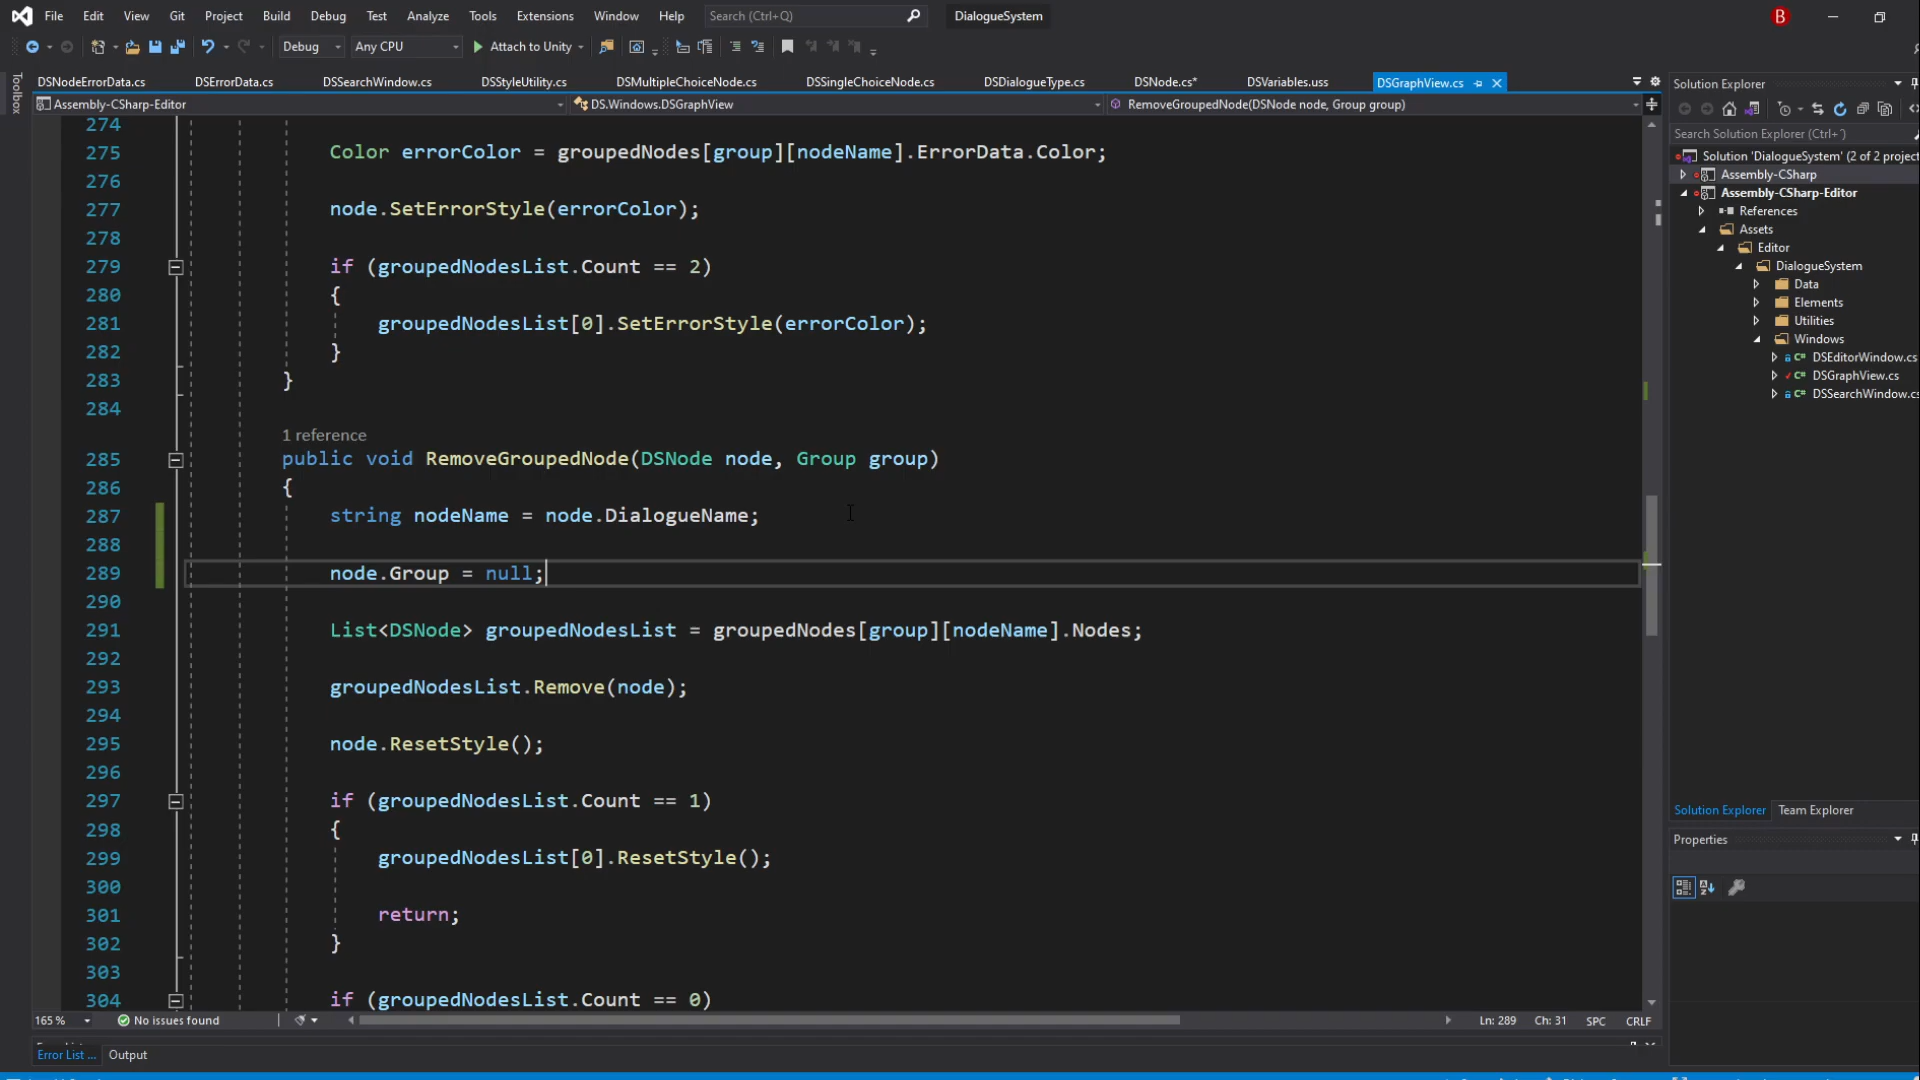 File Edit View Git Project Build Debug Test Analyze Tools Extensions Window Help Search (Ctrl+Q) DialogueSystem B
Debug Any CPU Attach to Unity
DSNodeErrorData.cs DSErrorData.cs DSSearchWindow.cs DSStyleUtility.cs DSMultipleChoiceNode.cs DSSingleChoiceNode.cs DSDialogueType.cs DSNode.cs* DSVariables.uss DSGraphView.cs
Assembly-CSharp-Editor DS.Windows.DSGraphView RemoveGroupedNode(DSNode node, Group group)
Toolbox
274
275 Color errorColor = groupedNodes[group][nodeName].ErrorData.Color;
276
277 node.SetErrorStyle(errorColor);
278
279 if (groupedNodesList.Count == 2)
280 {
281 groupedNodesList[0].SetErrorStyle(errorColor);
282 }
283 }
284
1 reference
285 public void RemoveGroupedNode(DSNode node, Group group)
286 {
287 string nodeName = node.DialogueName;
288
289 node.Group = null;
290
291 List<DSNode> groupedNodesList = groupedNodes[group][nodeName].Nodes;
292
293 groupedNodesList.Remove(node);
294
295 node.ResetStyle();
296
297 if (groupedNodesList.Count == 1)
298 {
299 groupedNodesList[0].ResetStyle();
300
301 return;
302 }
303
304 if (groupedNodesList.Count == 0)
165 % No issues found Ln: 289 Ch: 31 SPC CRLF
Error List ... Output
Solution Explorer
Search Solution Explorer (Ctrl+')
Solution 'DialogueSystem' (2 of 2 project
Assembly-CSharp
Assembly-CSharp-Editor
References
Assets
Editor
DialogueSystem
Data
Elements
Utilities
Windows
DSEditorWindow.cs
DSGraphView.cs
DSSearchWindow.cs
Solution Explorer Team Explorer
Properties